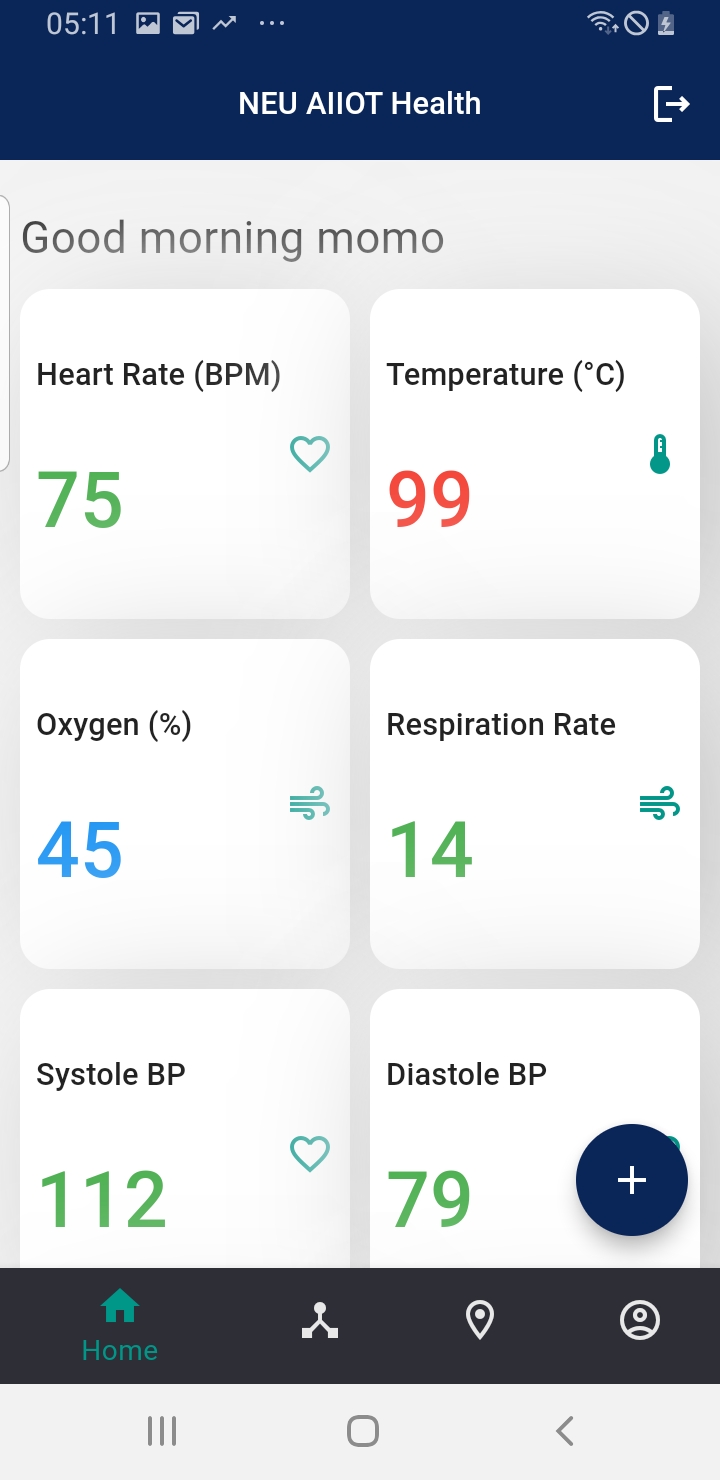 05:11
NEU AIIOT Health
Good morning momo
Heart Rate (BPM)
75
Temperature (°C)
99
Oxygen (%)
45
Respiration Rate
14
Systole BP
112
Diastole BP
79
Home